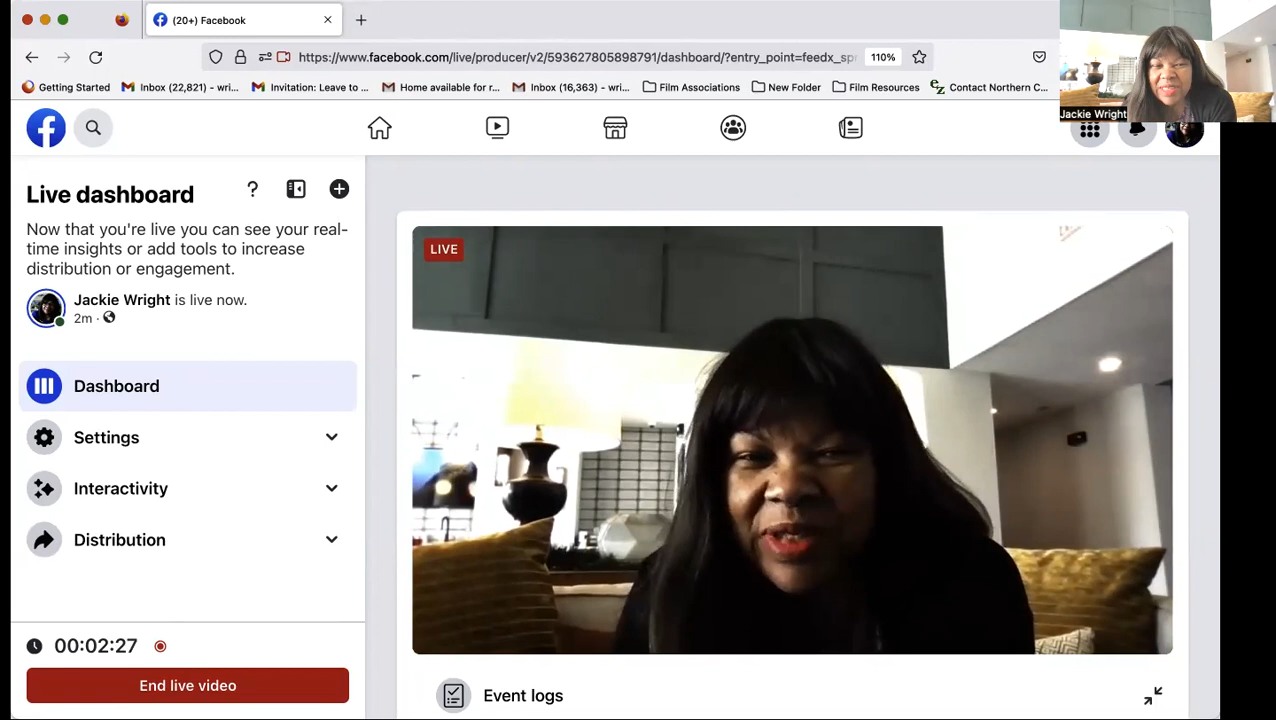 (20+) Facebook
https://www.facebook.com/live/producer/v2/593627805898791/dashboard/?entry_point=feedx_spr
110%
Getting Started
Inbox (22,821) - wri...
Invitation: Leave to ...
Home available for r...
Inbox (16,363) - wri...
Film Associations
New Folder
Film Resources
Contact Northern C...
Jackie Wright
Live dashboard
?
Now that you're live you can see your real-
time insights or add tools to increase
distribution or engagement.
Jackie Wright is live now.
2m ·
LIVE
Dashboard
Settings
Interactivity
Distribution
00:02:27
End live video
Event logs